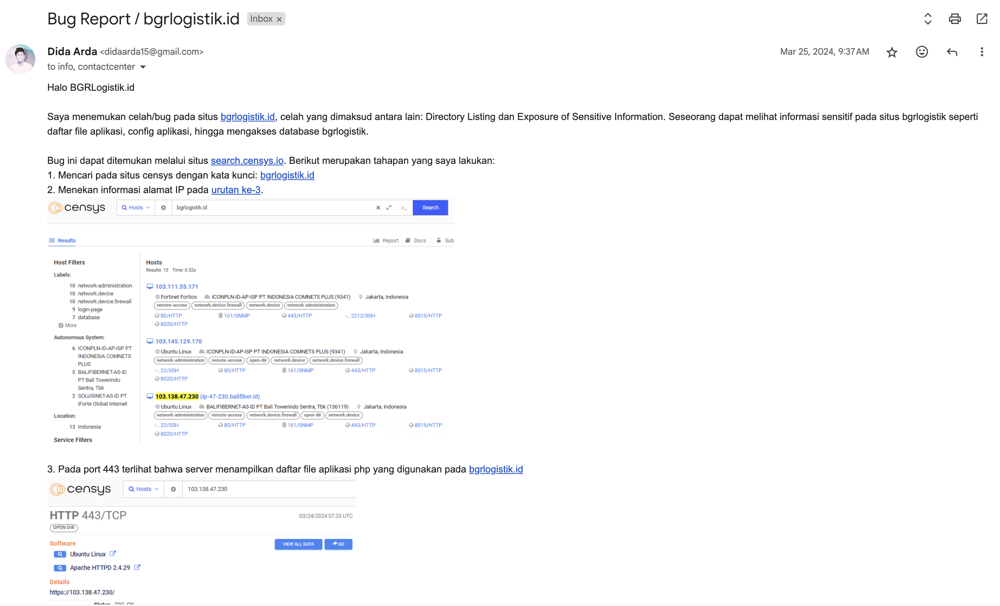 Bug Report / bgrlogistik.id Inbox ×
Dida Arda <didaarda15@gmail.com>
Mar 25, 2024, 9:37 AM
to info, contactcenter
Halo BGRLogistik.id
Saya menemukan celah/bug pada situs bgrlogistik.id, celah yang dimaksud antara lain: Directory Listing dan Exposure of Sensitive Information. Seseorang dapat melihat informasi sensitif pada situs bgrlogistik seperti
daftar file aplikasi, config aplikasi, hingga mengakses database bgrlogistik.
Bug ini dapat ditemukan melalui situs search.censys.io. Berikut merupakan tahapan yang saya lakukan:
1. Mencari pada situs censys dengan kata kunci: bgrlogistik.id
2. Menekan informasi alamat IP pada urutan ke-3.
censys Hosts bgrlogistik.id Search
Results Report Docs Sub
Host Filters
Labels:
10 network-administration
10 network.device
10 network.device.firewall
9 login-page
7 database
More
Autonomous System:
6 ICONPLN-ID-AP-ISP PT
INDONESIA COMNETS
PLUS
5 BALIFIBERNET-AS-ID
PT Bali Towerindo
Sentra, Tbk
2 SOLUSINET-AS-ID PT
iForte Global Internet
Location:
13 Indonesia
Service Filters
Hosts
Results: 13 Time: 0.32s
103.111.55.171
Fortinet Fortios ICONPLN-ID-AP-ISP PT INDONESIA COMNETS PLUS (9341) Jakarta, Indonesia
remote-access network.device.firewall network.device network-administration
80/HTTP 161/SNMP 443/HTTP 2212/SSH 8015/HTTP
8020/HTTP
103.145.129.170
Ubuntu Linux ICONPLN-ID-AP-ISP PT INDONESIA COMNETS PLUS (9341) Jakarta, Indonesia
network-administration remote-access open-dir network.device network.device.firewall
22/SSH 80/HTTP 161/SNMP 443/HTTP 8015/HTTP
8020/HTTP
103.138.47.230 (ip-47-230.balifiber.id)
Ubuntu Linux BALIFIBERNET-AS-ID PT Bali Towerindo Sentra, Tbk (136119) Jakarta, Indonesia
network-administration remote-access network.device.firewall open-dir network.device
22/SSH 80/HTTP 161/SNMP 443/HTTP 8015/HTTP
8020/HTTP
3. Pada port 443 terlihat bahwa server menampilkan daftar file aplikasi php yang digunakan pada bgrlogistik.id
censys Hosts 103.138.47.230
HTTP 443/TCP 03/24/2024 07:33 UTC
OPEN DIR
Software VIEW ALL DATA GO
Ubuntu Linux
Apache HTTPD 2.4.29
Details
https://103.138.47.230/
Status 200 OK